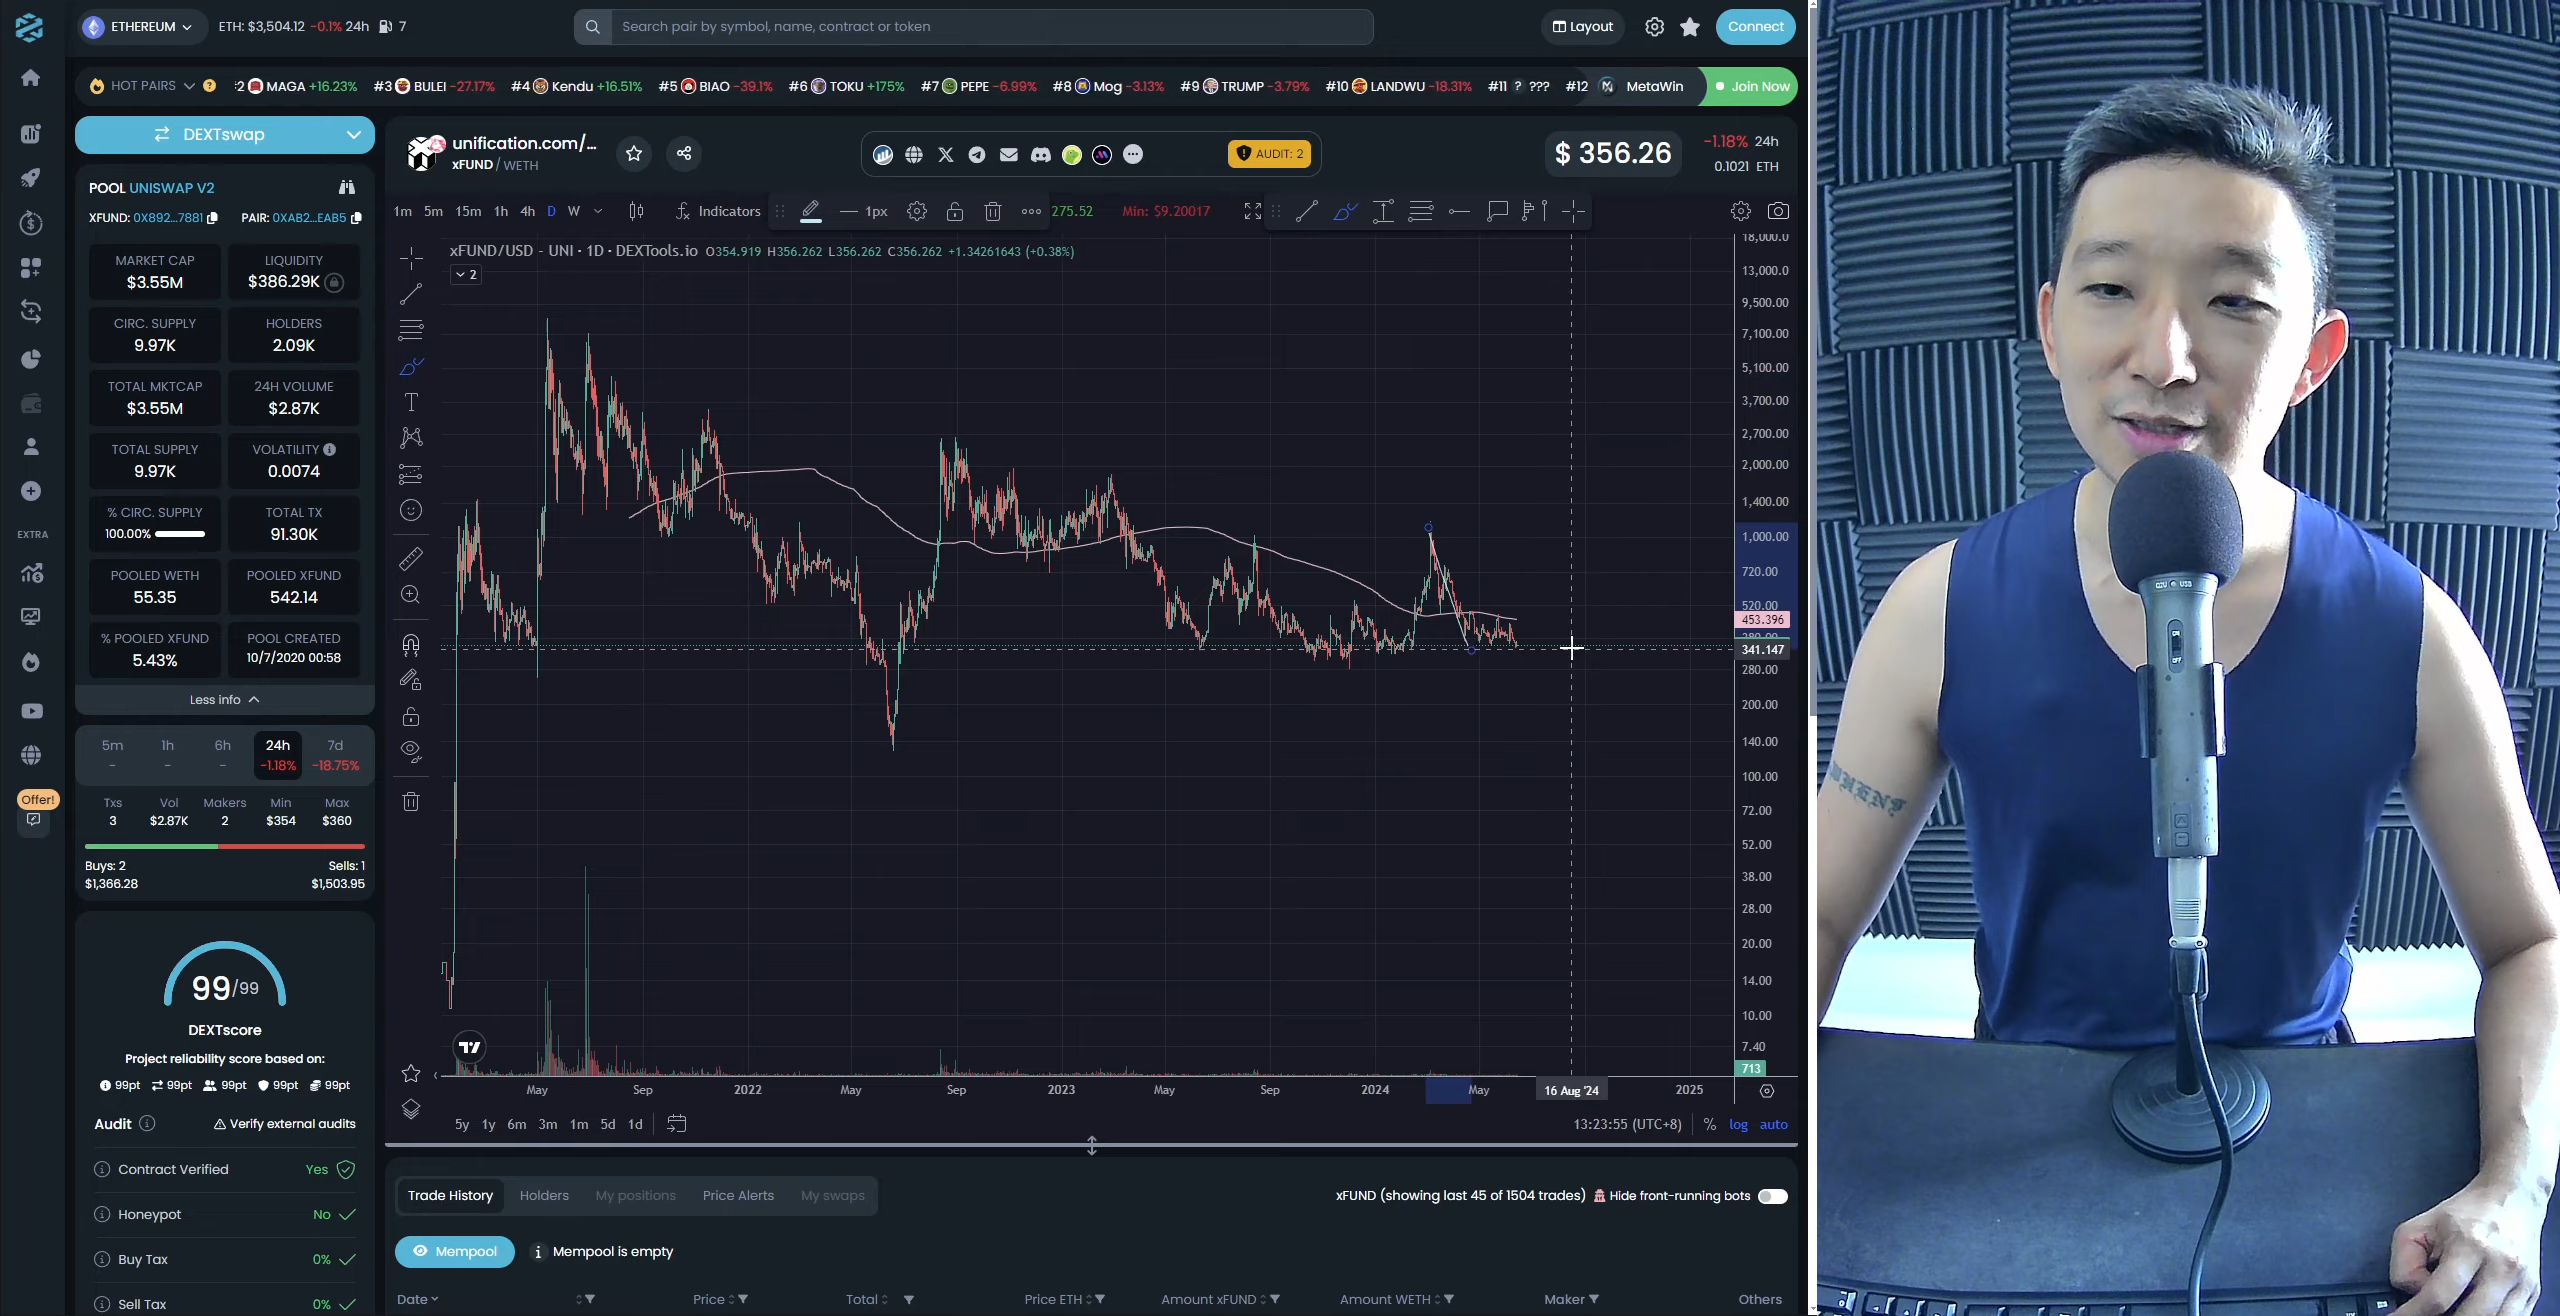 ETHEREUM
ETH: $3,504.12 -0.1% 24h 7
Search pair by symbol, name, contract or token
Layout
Connect
HOT PAIRS
MAGA +16.23% #3 BULEI -27.17% #4 Kendu +16.51% #5 BIAO -39.1% #6 TOKU +175% #7 PEPE -6.99% #8 Mog -3.13% #9 TRUMP -3.79% #10 LANDWU -18.31% #11 ? ??? #12 MetaWin
Join Now
DEXTswap
POOL UNISWAP V2
XFUND: 0X892...7881 PAIR: 0XAB2...EAB5
MARKET CAP
$3.55M
LIQUIDITY
$386.29K
CIRC. SUPPLY
9.97K
HOLDERS
2.09K
TOTAL MKTCAP
$3.55M
24H VOLUME
$2.87K
TOTAL SUPPLY
9.97K
VOLATILITY
0.0074
% CIRC. SUPPLY
100.00%
TOTAL TX
91.30K
POOLED WETH
55.35
POOLED XFUND
542.14
% POOLED XFUND
5.43%
POOL CREATED
10/7/2020 00:58
Less info
5m
-
1h
-
6h
-
24h
-1.18%
7d
-18.75%
Txs
3
Vol
$2.87K
Makers
2
Min
$354
Max
$360
Buys: 2
$1,366.28
Sells: 1
$1,503.95
99/99
DEXTscore
Project reliability score based on:
99pt 99pt 99pt 99pt 99pt
Audit
Verify external audits
Contract Verified Yes
Honeypot No
Buy Tax 0%
Sell Tax 0%
EXTRA
Offer!
unification.com/...
xFUND / WETH
AUDIT: 2
$ 356.26
-1.18% 24h
0.1021 ETH
1m 5m 15m 1h 4h D W
Indicators
1px
275.52 Min: $9.20017
xFUND/USD - UNI · 1D · DEXTools.io O354.919 H356.262 L356.262 C356.262 +1.34261643 (+0.38%)
2
18,000.0
13,000.0
9,500.00
7,100.00
5,100.00
3,700.00
2,700.00
2,000.00
1,400.00
1,000.00
720.00
520.00
453.396
341.147
280.00
200.00
140.00
100.00
72.00
52.00
38.00
28.00
20.00
14.00
10.00
7.40
713
May Sep 2022 May Sep 2023 May Sep 2024 May 16 Aug '24 2025
5y 1y 6m 3m 1m 5d 1d
13:23:55 (UTC+8) % log auto
Trade History Holders My positions Price Alerts My swaps
xFUND (showing last 45 of 1504 trades) Hide front-running bots
Mempool
Mempool is empty
Date Price Total Price ETH Amount xFUND Amount WETH Maker Others
ON
OFF